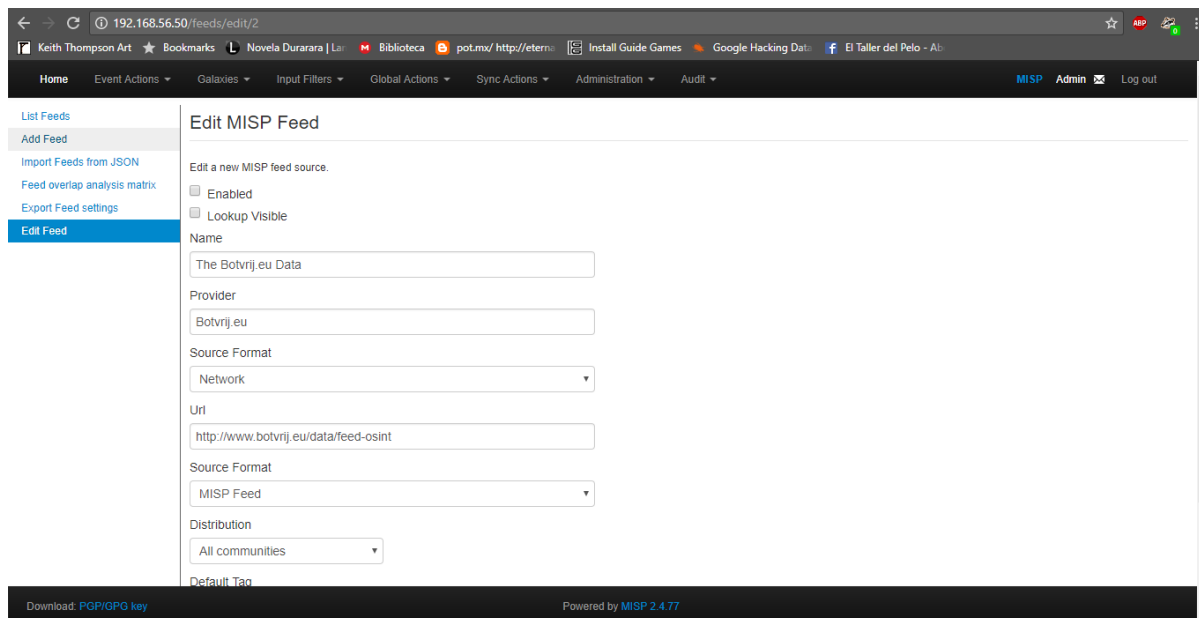 192.168.56.50/feeds/edit/2
ABP
0
Keith Thompson Art Bookmarks Novela Durarara | Lar Biblioteca pot.mx/ http://eterna Install Guide Games Google Hacking Data El Taller del Pelo - Ab
Home Event Actions Galaxies Input Filters Global Actions Sync Actions Administration Audit MISP Admin Log out
List Feeds
Add Feed
Import Feeds from JSON
Feed overlap analysis matrix
Export Feed settings
Edit Feed
Edit MISP Feed
Edit a new MISP feed source.
Enabled
Lookup Visible
Name
The Botvrij.eu Data
Provider
Botvrij.eu
Source Format
Network
Url
http://www.botvrij.eu/data/feed-osint
Source Format
MISP Feed
Distribution
All communities
Default Tag
Download: PGP/GPG key
Powered by MISP 2.4.77